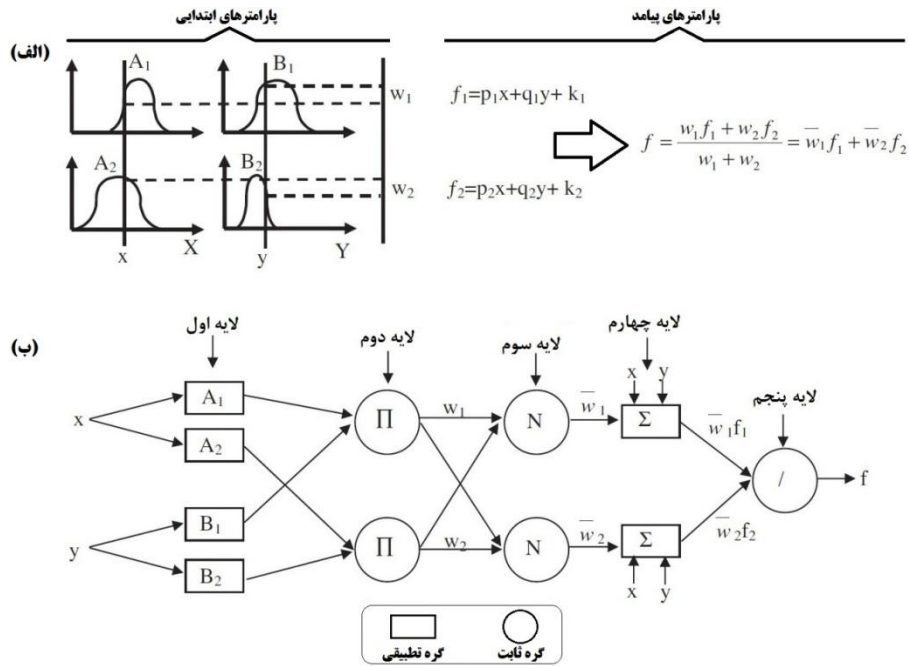 پارامترهای ابتدایی
پارامترهای پیامد
(الف)
A₁
B₁
w₁
f₁=p₁x+q₁y+ k₁
f = (w₁f₁ + w₂f₂) / (w₁ + w₂) = w̄₁f₁ + w̄₂f₂
A₂
B₂
w₂
f₂=p₂x+q₂y+ k₂
X
Y
x
y
(ب)
لایه اول
لایه دوم
لایه سوم
لایه چهارم
لایه پنجم
x
y
A₁
A₂
B₁
B₂
Π
Π
w₁
w₂
N
N
w̄₁
w̄₂
x y
Σ
Σ
x y
w̄₁f₁
w̄₂f₂
/
f
گره تطبیقی
گره ثابت